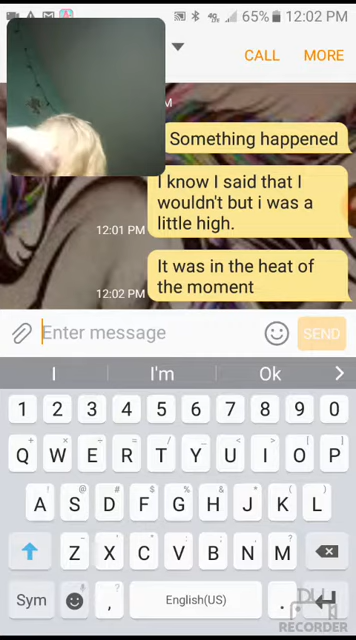 65% 12:02 PM
CALL MORE
M
Something happened
I know I said that I
wouldn't but i was a
little high.
12:01 PM
It was in the heat of
the moment
12:02 PM
Enter message
SEND
I I'm Ok
1 2 3 4 5 6 7 8 9 0
Q W E R T Y U I O P
A S D F G H J K L
Z X C V B N M
Sym , English(US) .
RECORDER